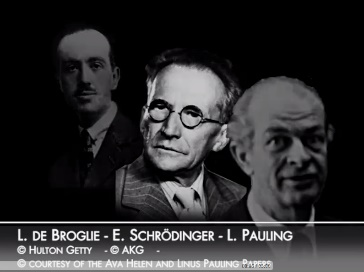 L. de Broglie - E. Schrödinger - L. Pauling
© Hulton Getty - © AKG -
© courtesy of the Ava Helen and Linus Pauling Papers